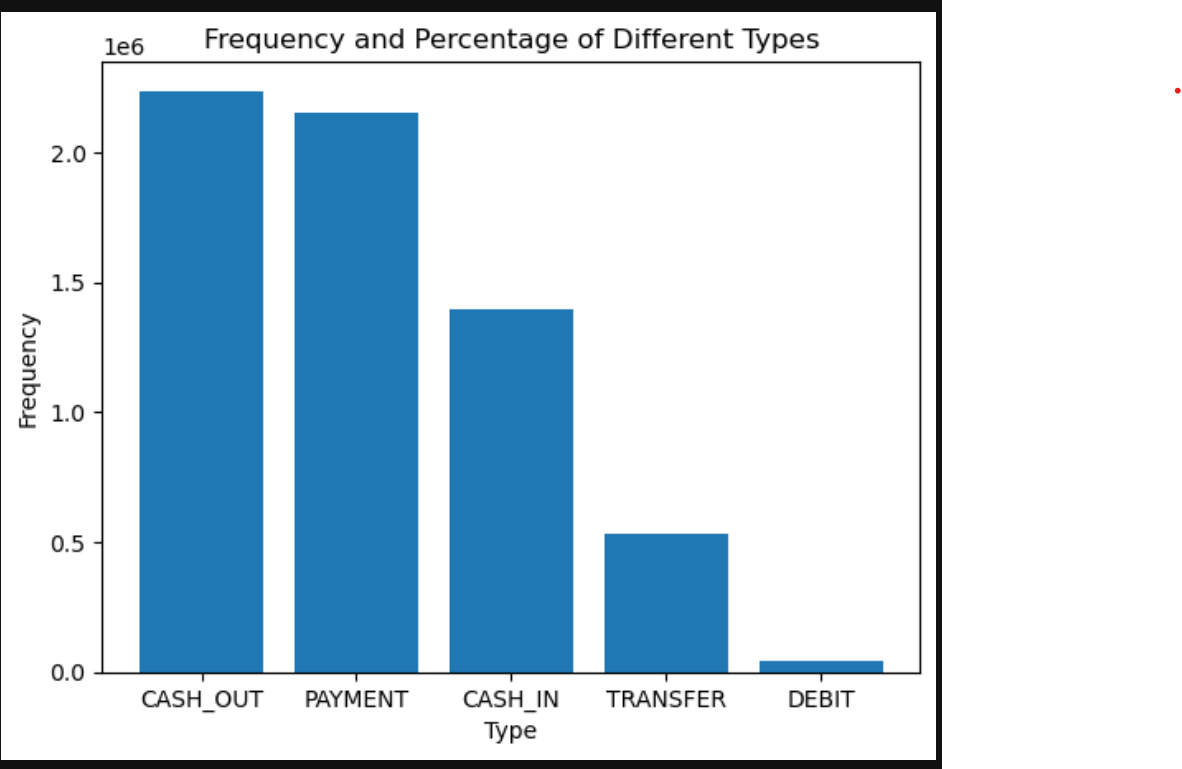 Frequency and Percentage of Different Types
1e6
2.0
1.5
1.0
0.5
0.0
Frequency
CASH_OUT PAYMENT CASH_IN TRANSFER DEBIT
Type